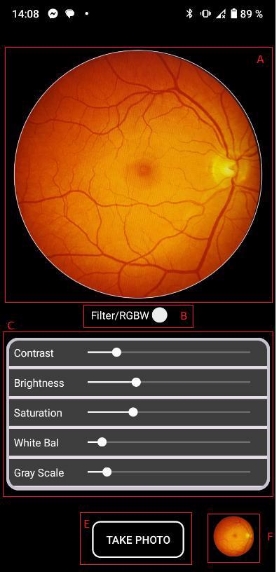 14:08 89 %
A
Filter/RGBW B
C
Contrast
Brightness
Saturation
White Bal
Gray Scale
E TAKE PHOTO F